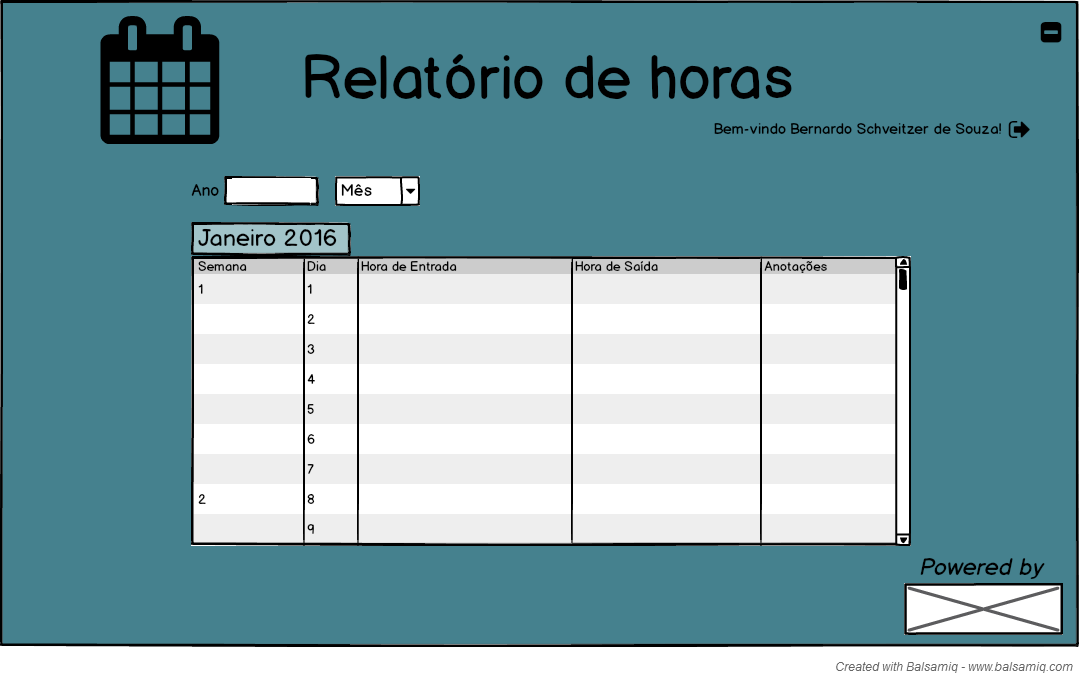 Relatório de horas
Bem-vindo Bernardo Schveitzer de Souza!
Ano Mês
Janeiro 2016
Semana Dia Hora de Entrada Hora de Saída Anotações
1 1
2
3
4
5
6
7
2 8
9
Powered by
Created with Balsamiq - www.balsamiq.com